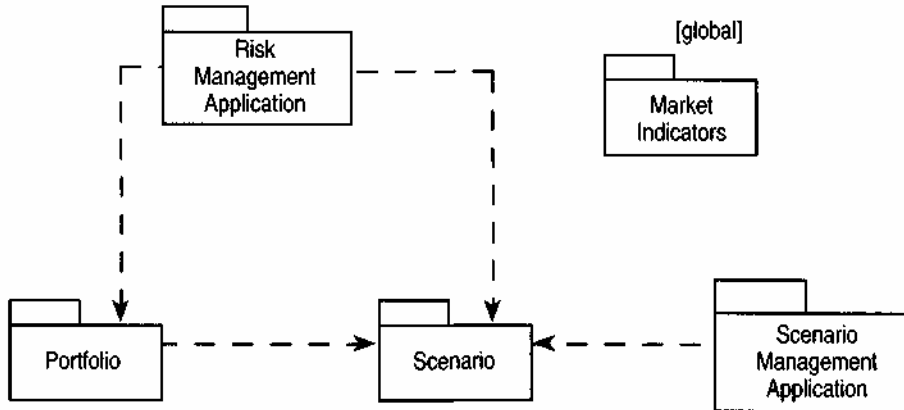 Risk
Management
Application
[global]
Market
Indicators
Portfolio
Scenario
Scenario
Management
Application